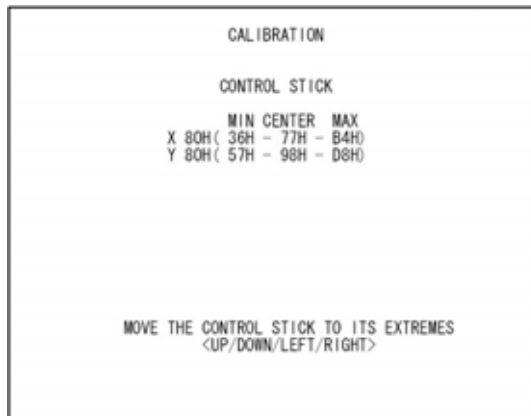 CALIBRATION
CONTROL STICK
MIN CENTER MAX
X 80H( 36H - 77H - B4H)
Y 80H( 57H - 98H - D8H)
MOVE THE CONTROL STICK TO ITS EXTREMES
<UP/DOWN/LEFT/RIGHT>